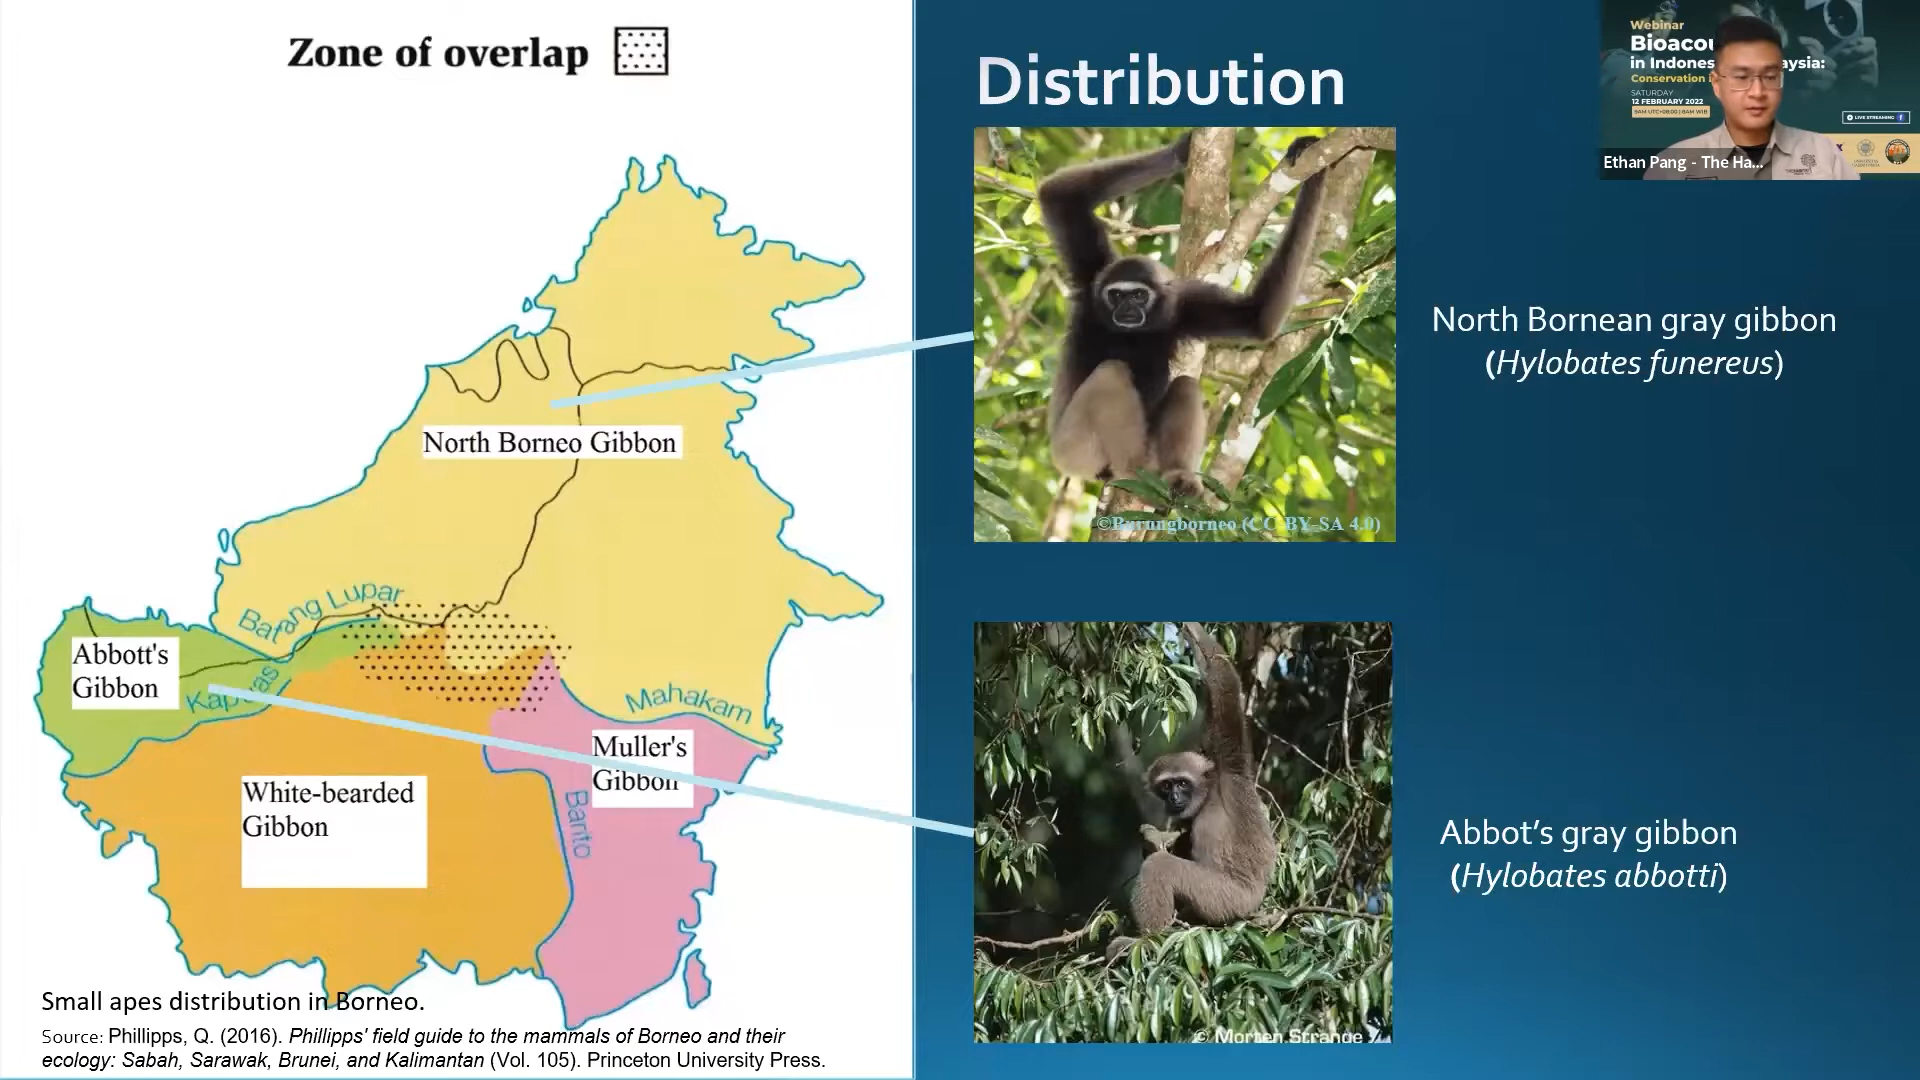 Zone of overlap
North Borneo Gibbon
Batang Lupar
Abbott's
Gibbon
Kapuas
Mahakam
Muller's
Gibbon
White-bearded
Gibbon
Barito
Small apes distribution in Borneo.
Source: Phillipps, Q. (2016). Phillipps' field guide to the mammals of Borneo and their
ecology: Sabah, Sarawak, Brunei, and Kalimantan (Vol. 105). Princeton University Press.
Distribution
©Burungborneo (CC BY-SA 4.0)
North Bornean gray gibbon
(Hylobates funereus)
© Morten Strange
Abbot's gray gibbon
(Hylobates abbotti)
Webinar
in
Conservation
SATURDAY
12 FEBRUARY 2022
LIVE STREAMING
Ethan Pang - The Ha...